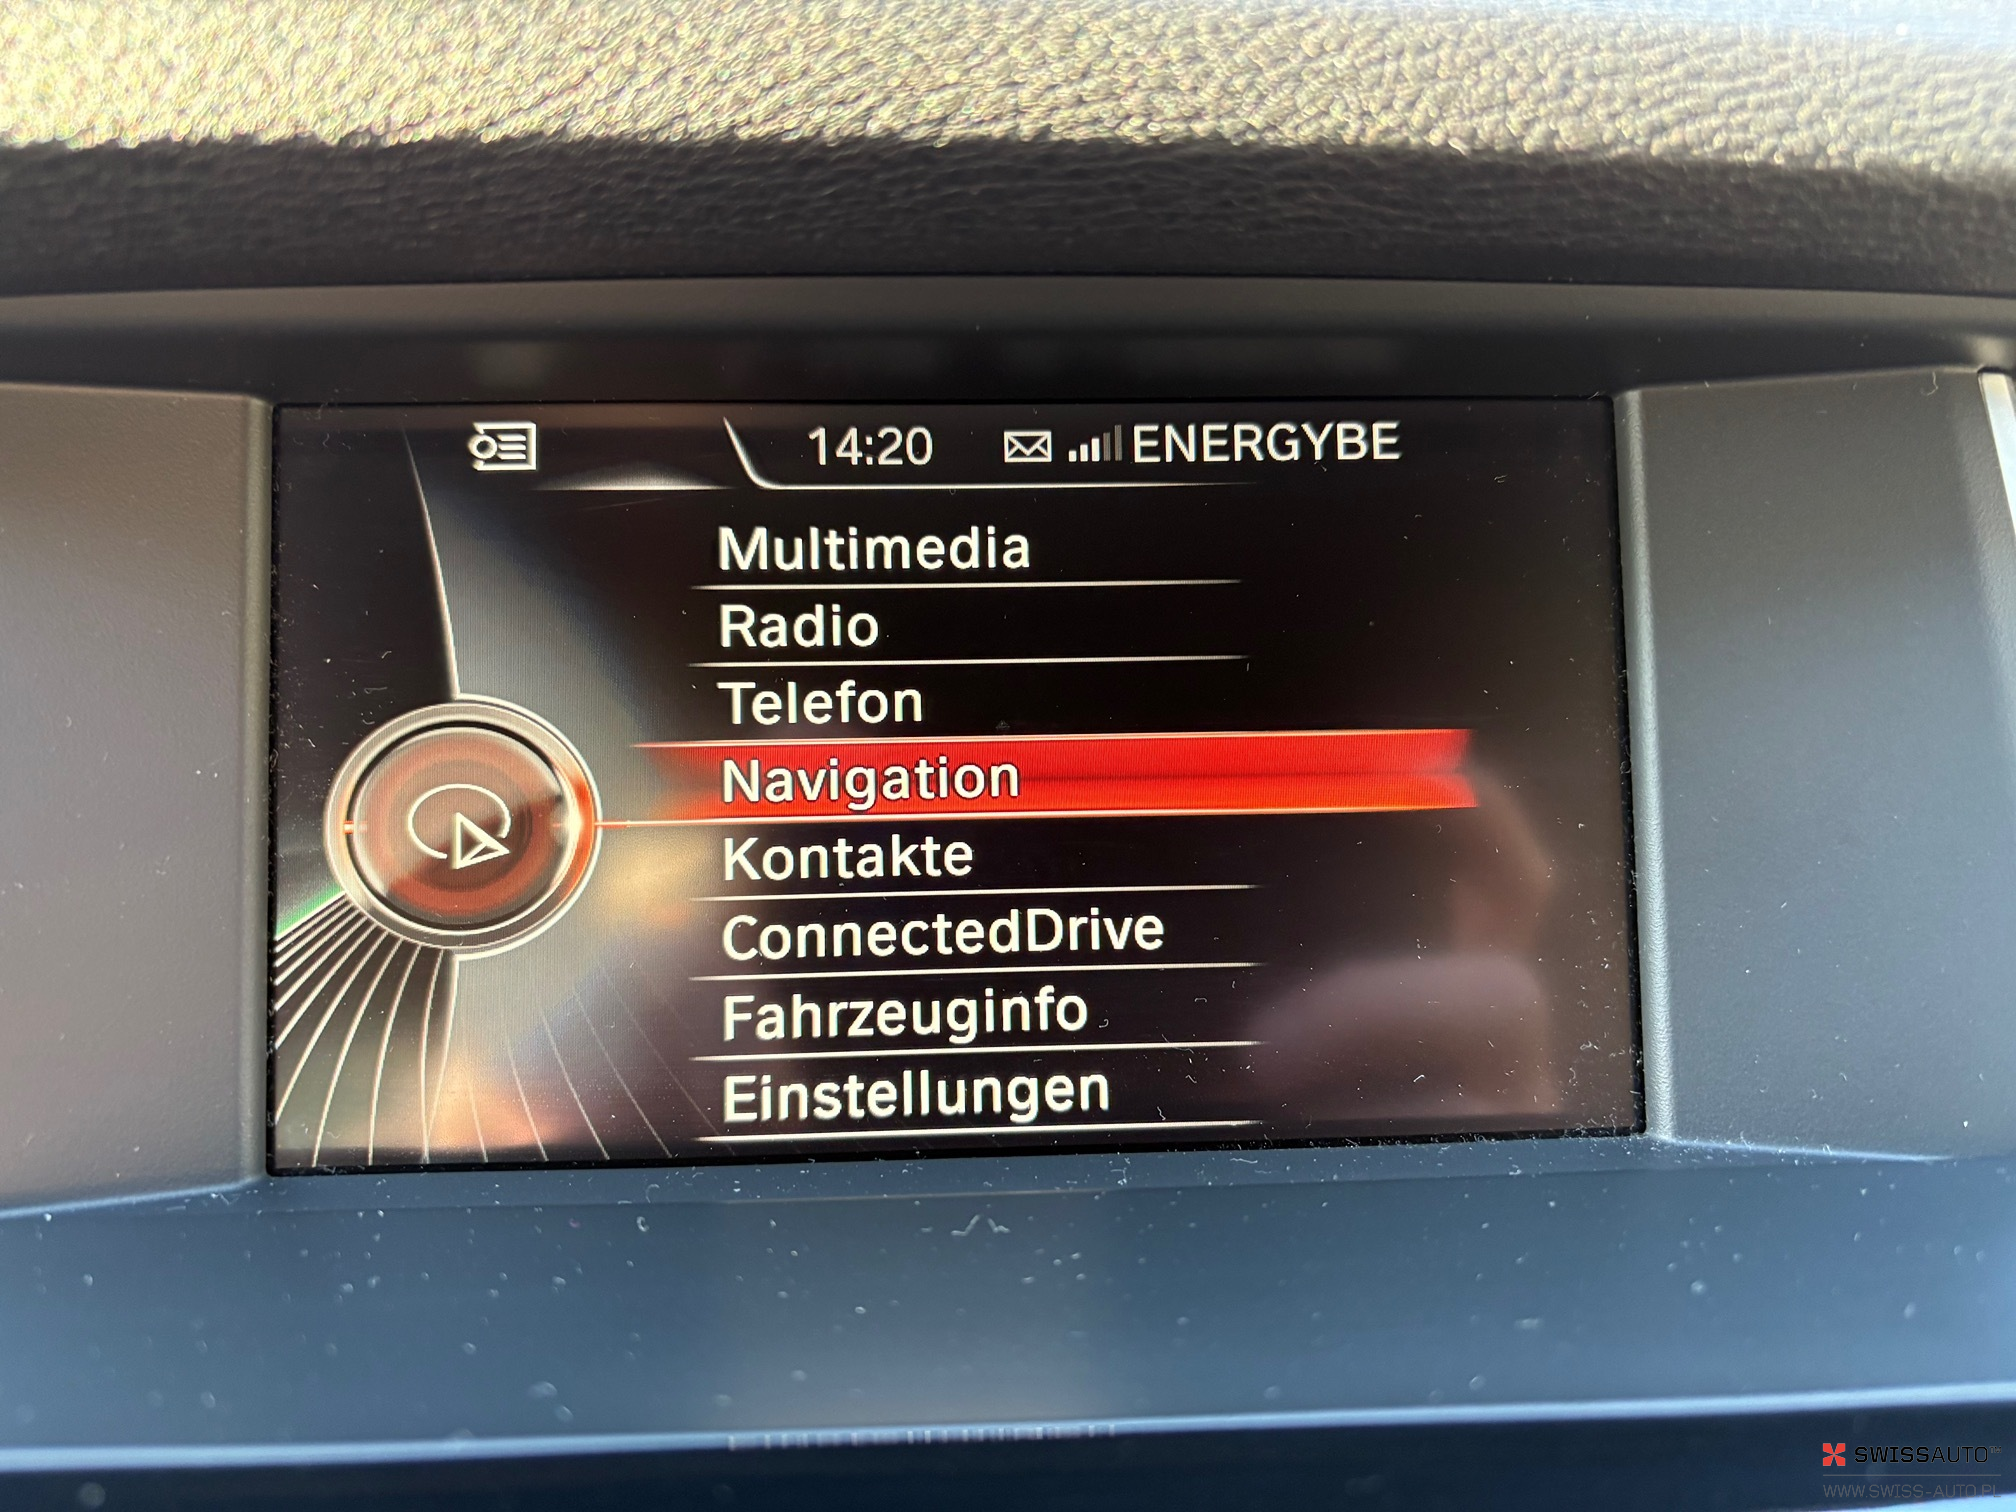 14:20 ENERGYBE
Multimedia
Radio
Telefon
Navigation
Kontakte
ConnectedDrive
Fahrzeuginfo
Einstellungen
SWISSAUTO
WWW.SWISS-AUTO.PL